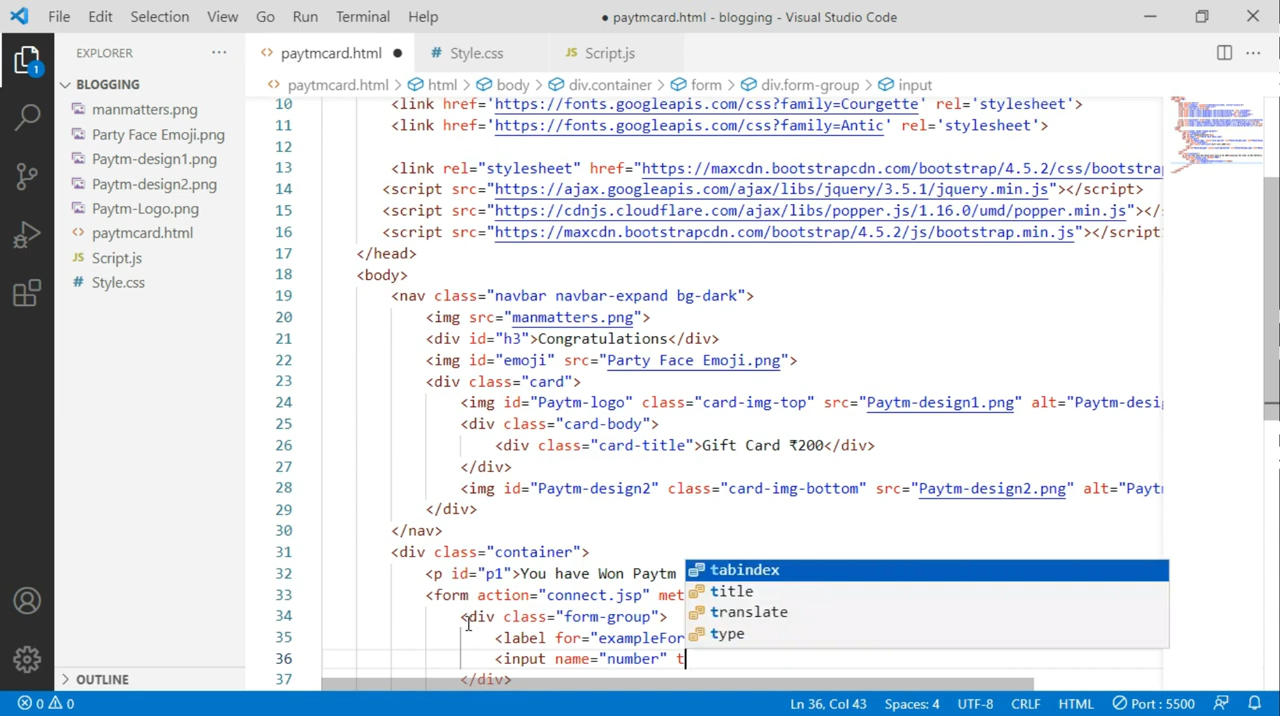 File Edit Selection View Go Run Terminal Help
● paytmcard.html - blogging - Visual Studio Code
EXPLORER ···
BLOGGING
manmatters.png
Party Face Emoji.png
Paytm-design1.png
Paytm-design2.png
Paytm-Logo.png
<> paytmcard.html
JS Script.js
# Style.css
OUTLINE
1
<> paytmcard.html ●
# Style.css
JS Script.js
···
<> paytmcard.html > html > body > div.container > form > div.form-group > input
10 <link href='https://fonts.googleapis.com/css?family=Courgette' rel='stylesheet'>
11 <link href='https://fonts.googleapis.com/css?family=Antic' rel='stylesheet'>
12
13 <link rel="stylesheet" href="https://maxcdn.bootstrapcdn.com/bootstrap/4.5.2/css/bootstrap
14 <script src="https://ajax.googleapis.com/ajax/libs/jquery/3.5.1/jquery.min.js"></script>
15 <script src="https://cdnjs.cloudflare.com/ajax/libs/popper.js/1.16.0/umd/popper.min.js"></s
16 <script src="https://maxcdn.bootstrapcdn.com/bootstrap/4.5.2/js/bootstrap.min.js"></script
17 </head>
18 <body>
19 <nav class="navbar navbar-expand bg-dark">
20 <img src="manmatters.png">
21 <div id="h3">Congratulations</div>
22 <img id="emoji" src="Party Face Emoji.png">
23 <div class="card">
24 <img id="Paytm-logo" class="card-img-top" src="Paytm-design1.png" alt="Paytm-desi
25 <div class="card-body">
26 <div class="card-title">Gift Card ₹200</div>
27 </div>
28 <img id="Paytm-design2" class="card-img-bottom" src="Paytm-design2.png" alt="Payt
29 </div>
30 </nav>
31 <div class="container">
32 <p id="p1">You have Won Paytm
33 <form action="connect.jsp" met
34 <div class="form-group">
35 <label for="exampleFor
36 <input name="number" t
37 </div>
tabindex
title
translate
type
0 0
Ln 36, Col 43 Spaces: 4 UTF-8 CRLF HTML Port : 5500